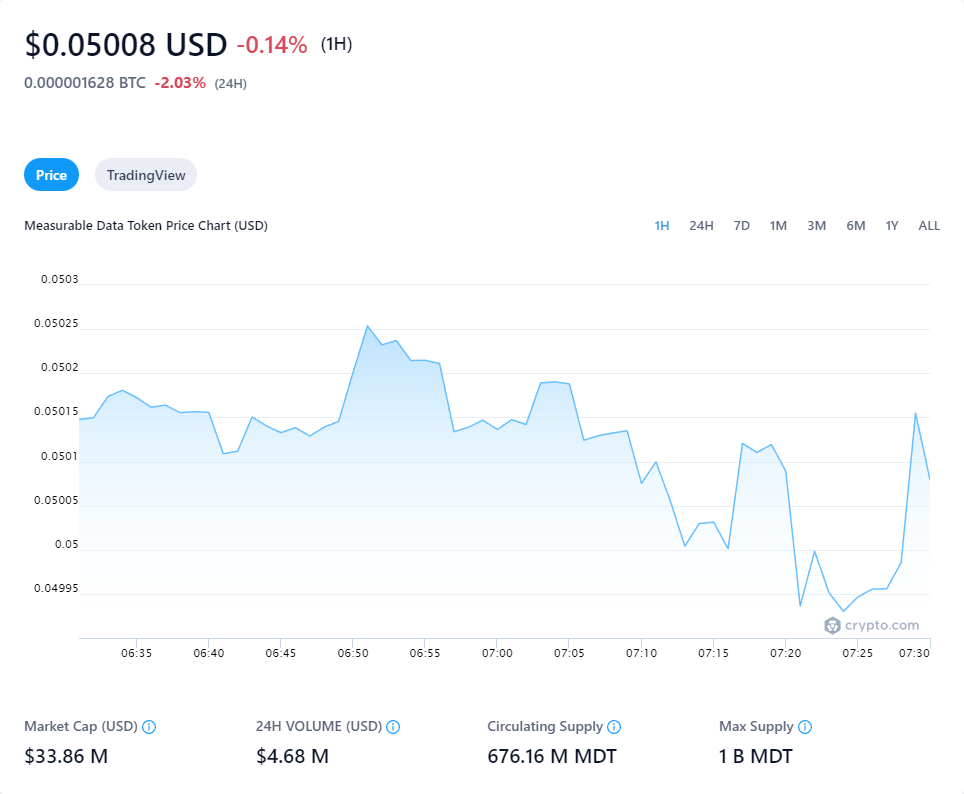 $0.05008 USD -0.14% (1H)
0.000001628 BTC -2.03% (24H)
Price TradingView
Measurable Data Token Price Chart (USD) 1H 24H 7D 1M 3M 6M 1Y ALL
0.0503
0.05025
0.0502
0.05015
0.0501
0.05005
0.05
0.04995
crypto.com
06:35 06:40 06:45 06:50 06:55 07:00 07:05 07:10 07:15 07:20 07:25 07:30
Market Cap (USD) 24H VOLUME (USD) Circulating Supply Max Supply
$33.86 M $4.68 M 676.16 M MDT 1 B MDT